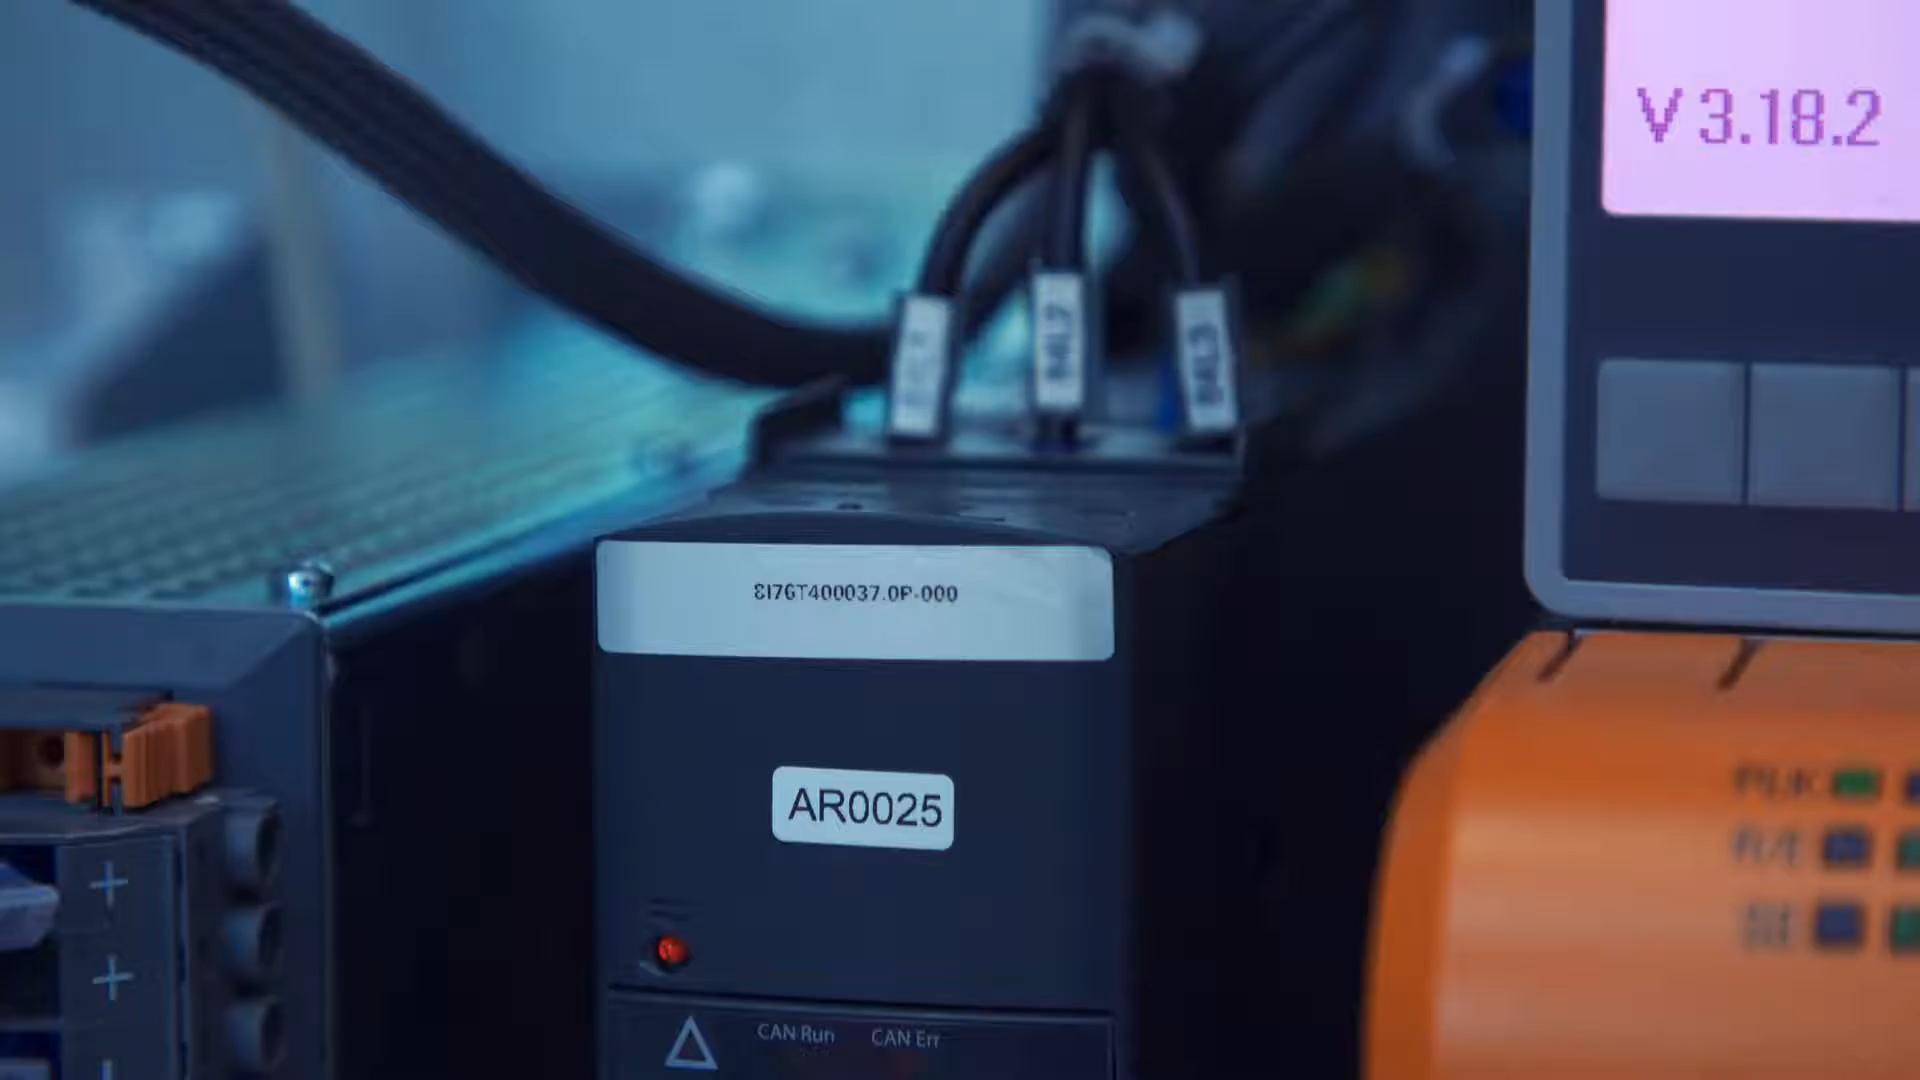 V 3.18.2
8I76T400037.0P-000
AR0025
+
+
CAN Run
CAN Err